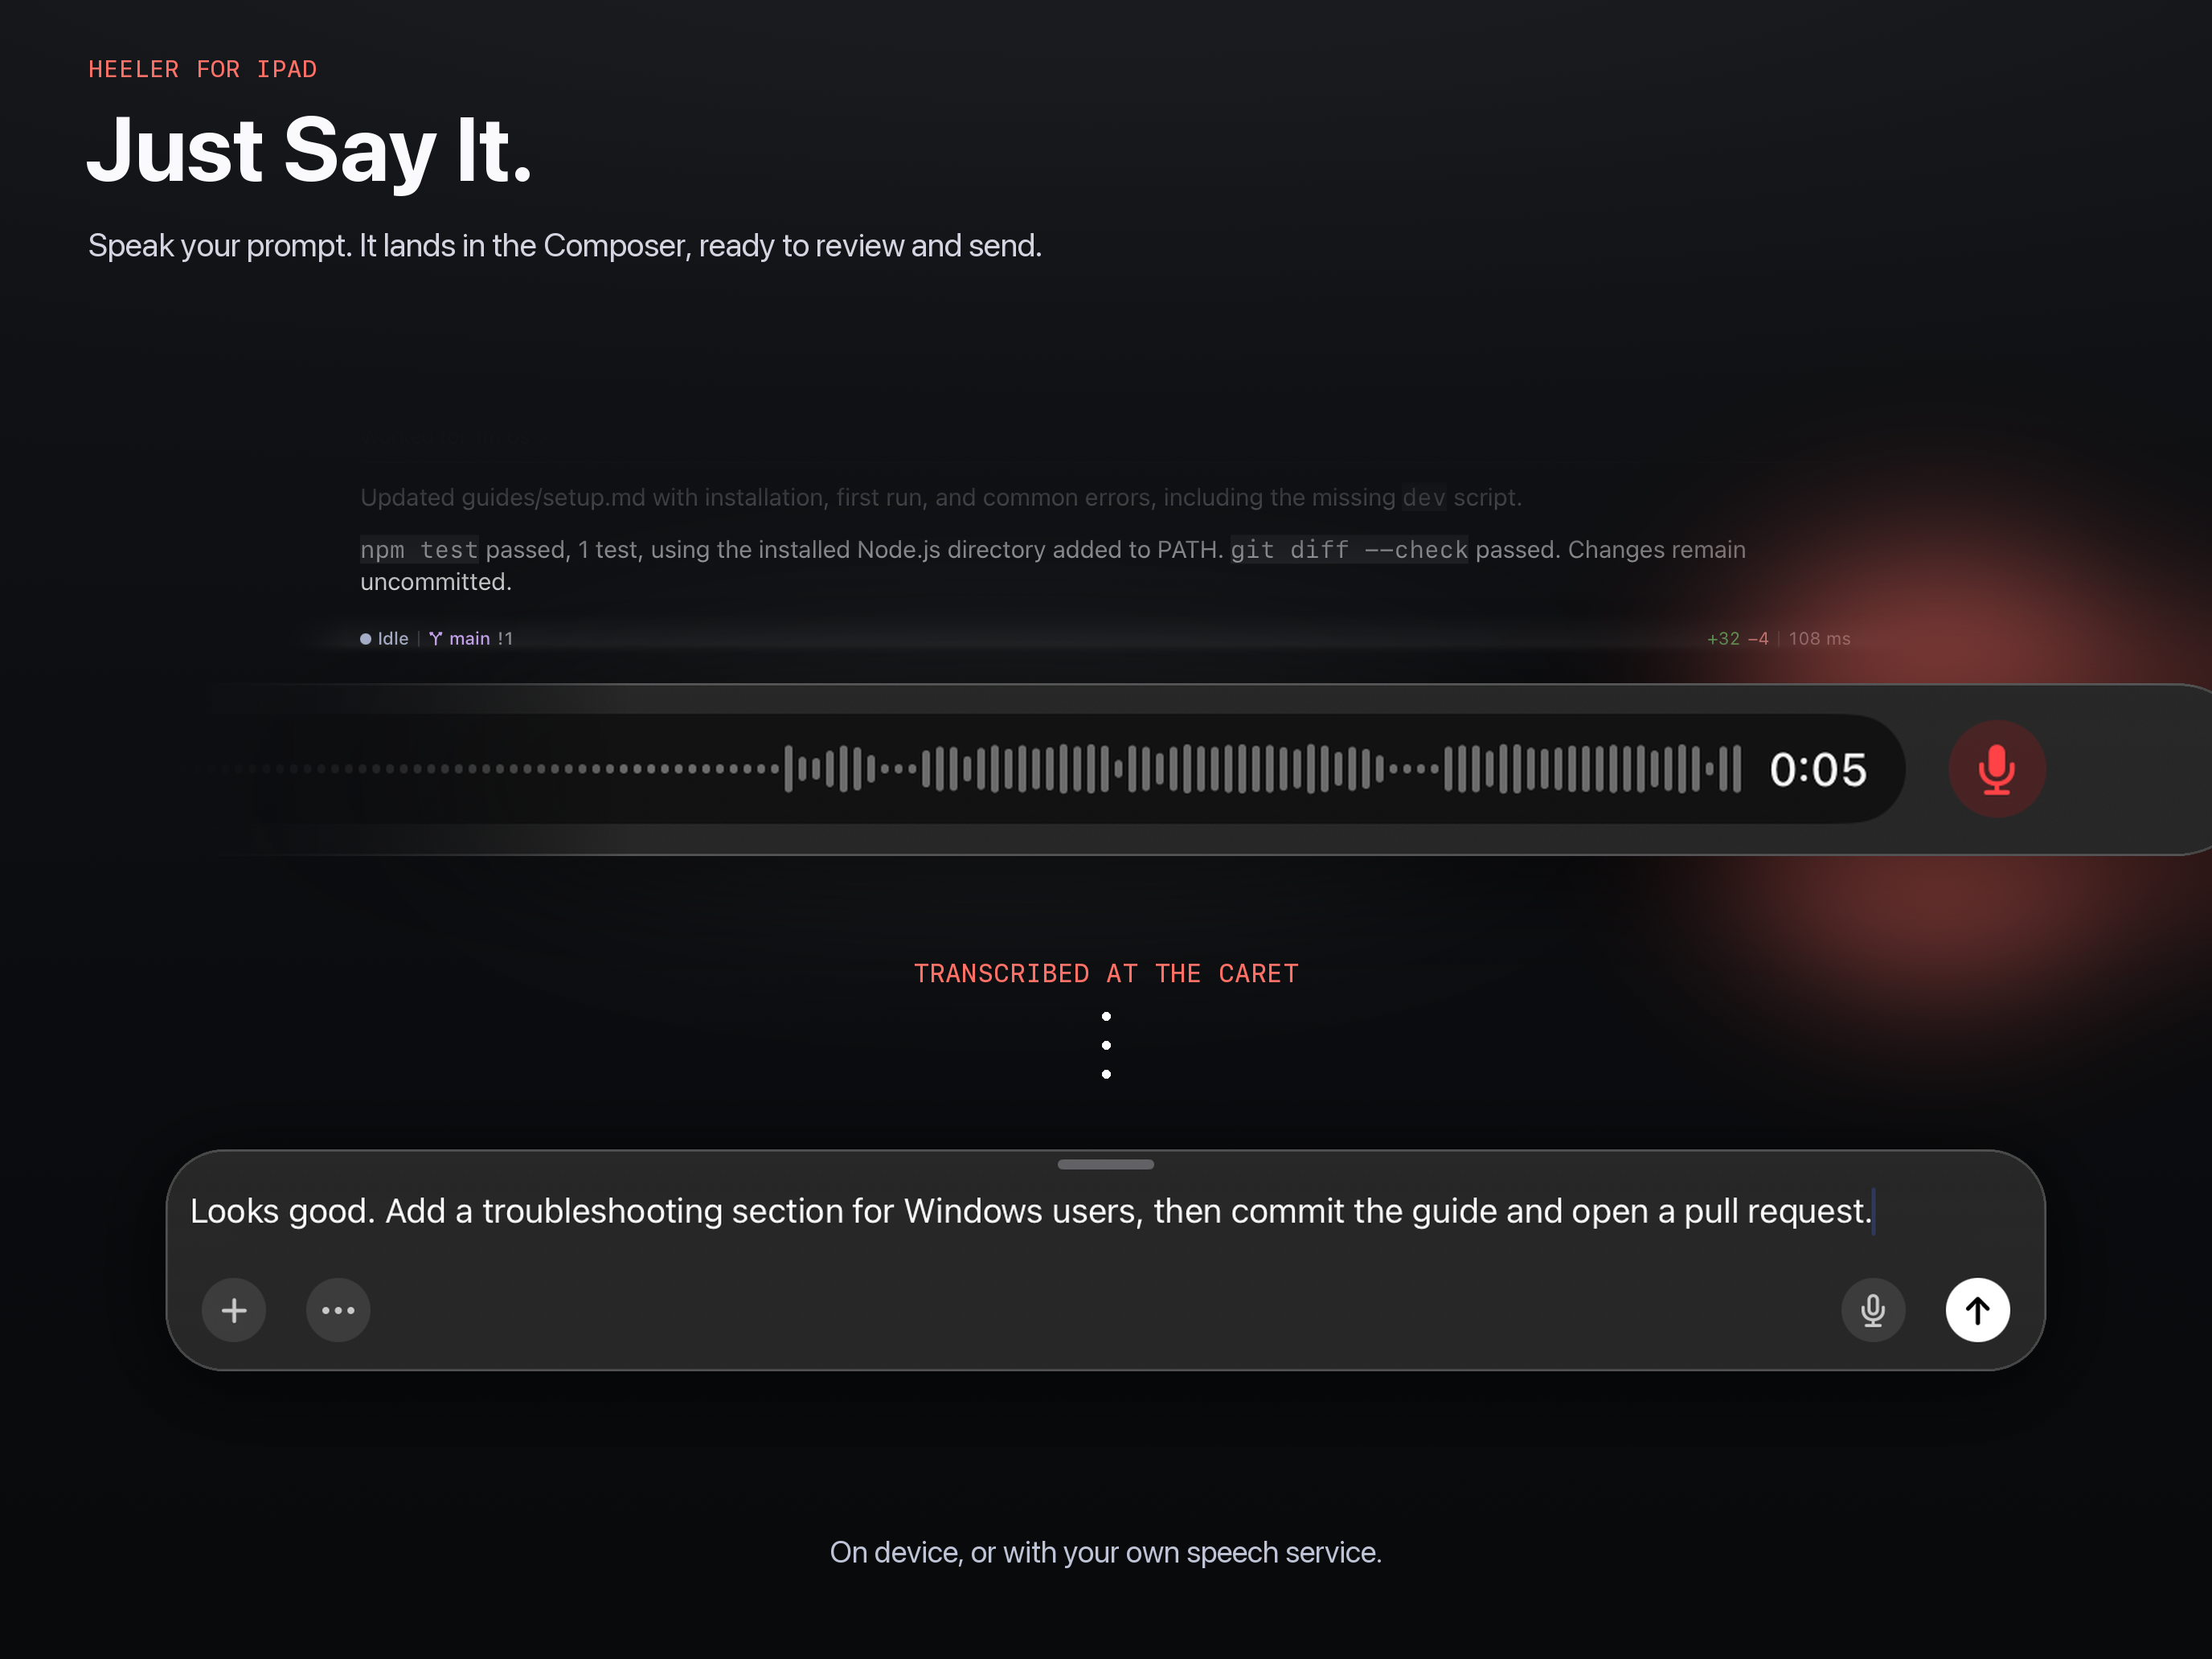 HEELER FOR IPAD
Just Say It.
Speak your prompt. It lands in the Composer, ready to review and send.
Updated guides/setup.md with installation, first run, and common errors, including the missing dev script.
npm test passed, 1 test, using the installed Node.js directory added to PATH. git diff --check passed. Changes remain
uncommitted.
Idle | main !1 +32 −4 | 108 ms
0:05
TRANSCRIBED AT THE CARET
Looks good. Add a troubleshooting section for Windows users, then commit the guide and open a pull request.
On device, or with your own speech service.